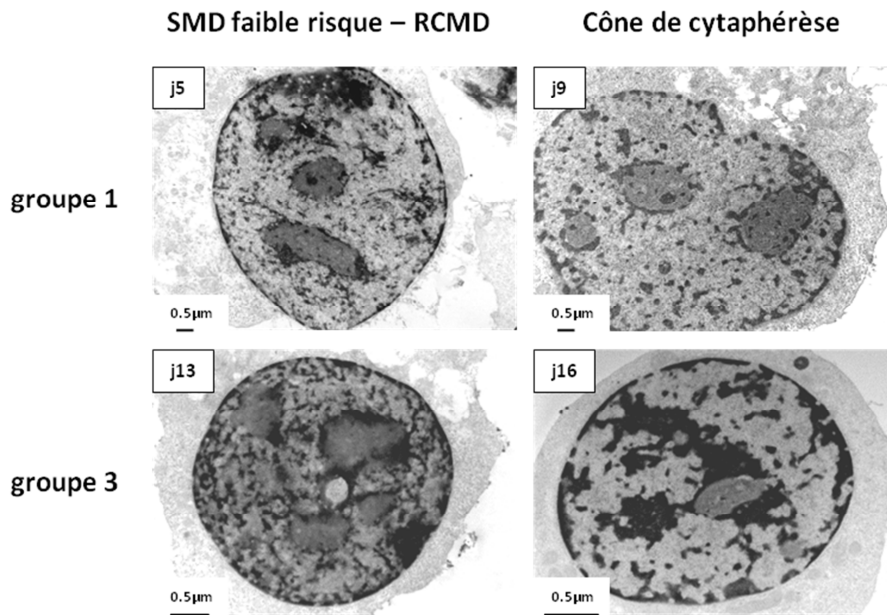 SMD faible risque – RCMD
Cône de cytaphérèse
j5
j9
groupe 1
0.5µm
0.5µm
j13
j16
groupe 3
0.5µm
0.5µm